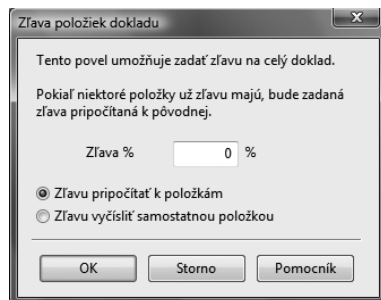 Zľava položiek dokladu
Tento povel umožňuje zadať zľavu na celý doklad.
Pokiaľ niektoré položky už zľavu majú, bude zadaná
zľava pripočítaná k pôvodnej.
Zľava % 0 %
Zľavu pripočítať k položkám
Zľavu vyčísliť samostatnou položkou
OK Storno Pomocník